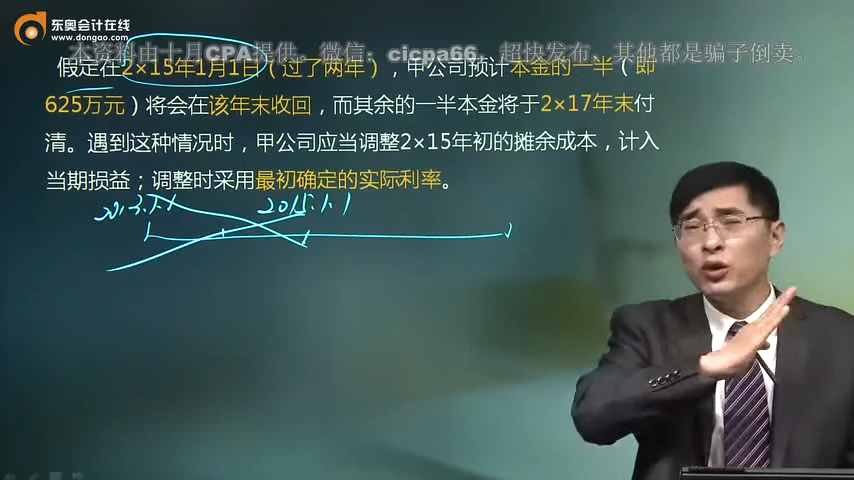 东奥会计在线
www.dongao.com
本资料由十月CPA提供。微信：cicpa66，超快发布，其他都是骗子倒卖。
假定在2×15年1月1日（过了两年），甲公司预计本金的一半（即
625万元）将会在该年末收回，而其余的一半本金将于2×17年末付
清。遇到这种情况时，甲公司应当调整2×15年初的摊余成本，计入
当期损益；调整时采用最初确定的实际利率。
2013.1.1 2015.1.1